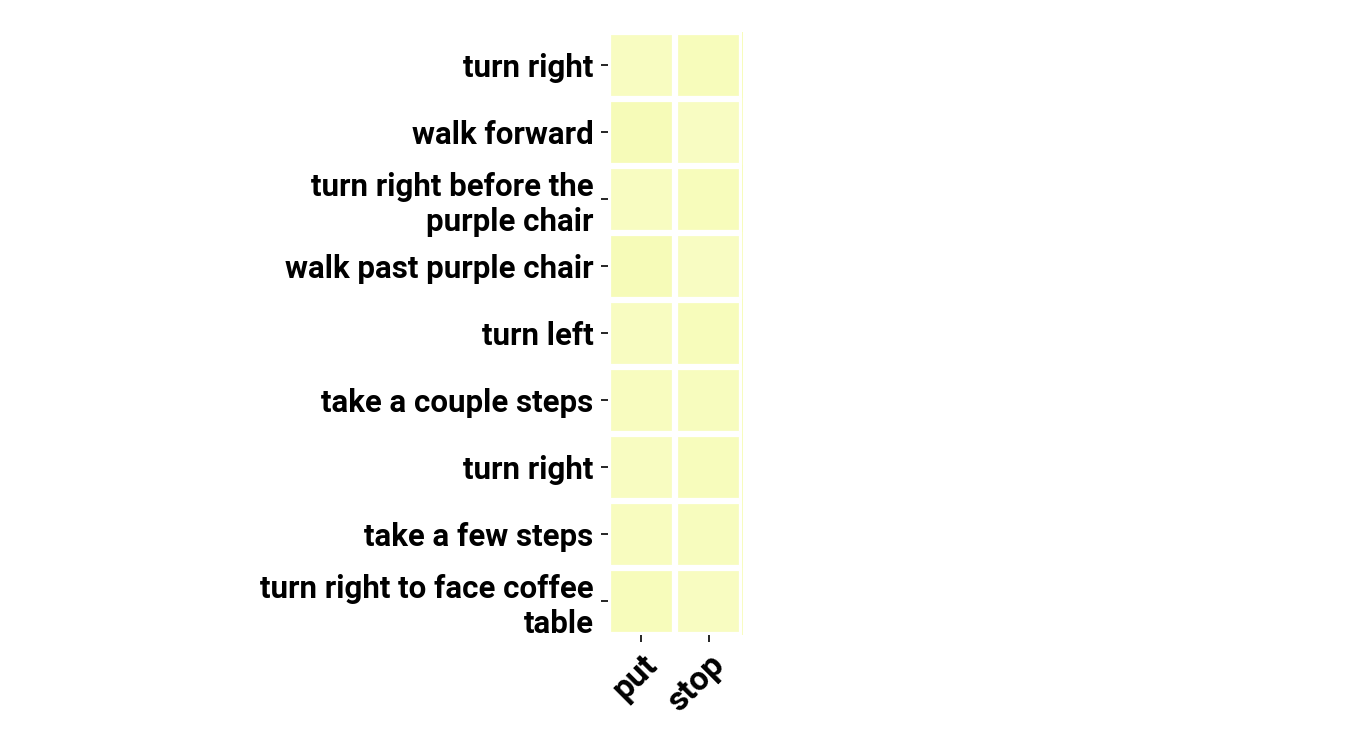 turn right
walk forward
turn right before the
purple chair
walk past purple chair
turn left
take a couple steps
turn right
take a few steps
turn right to face coffee
table
put
stop